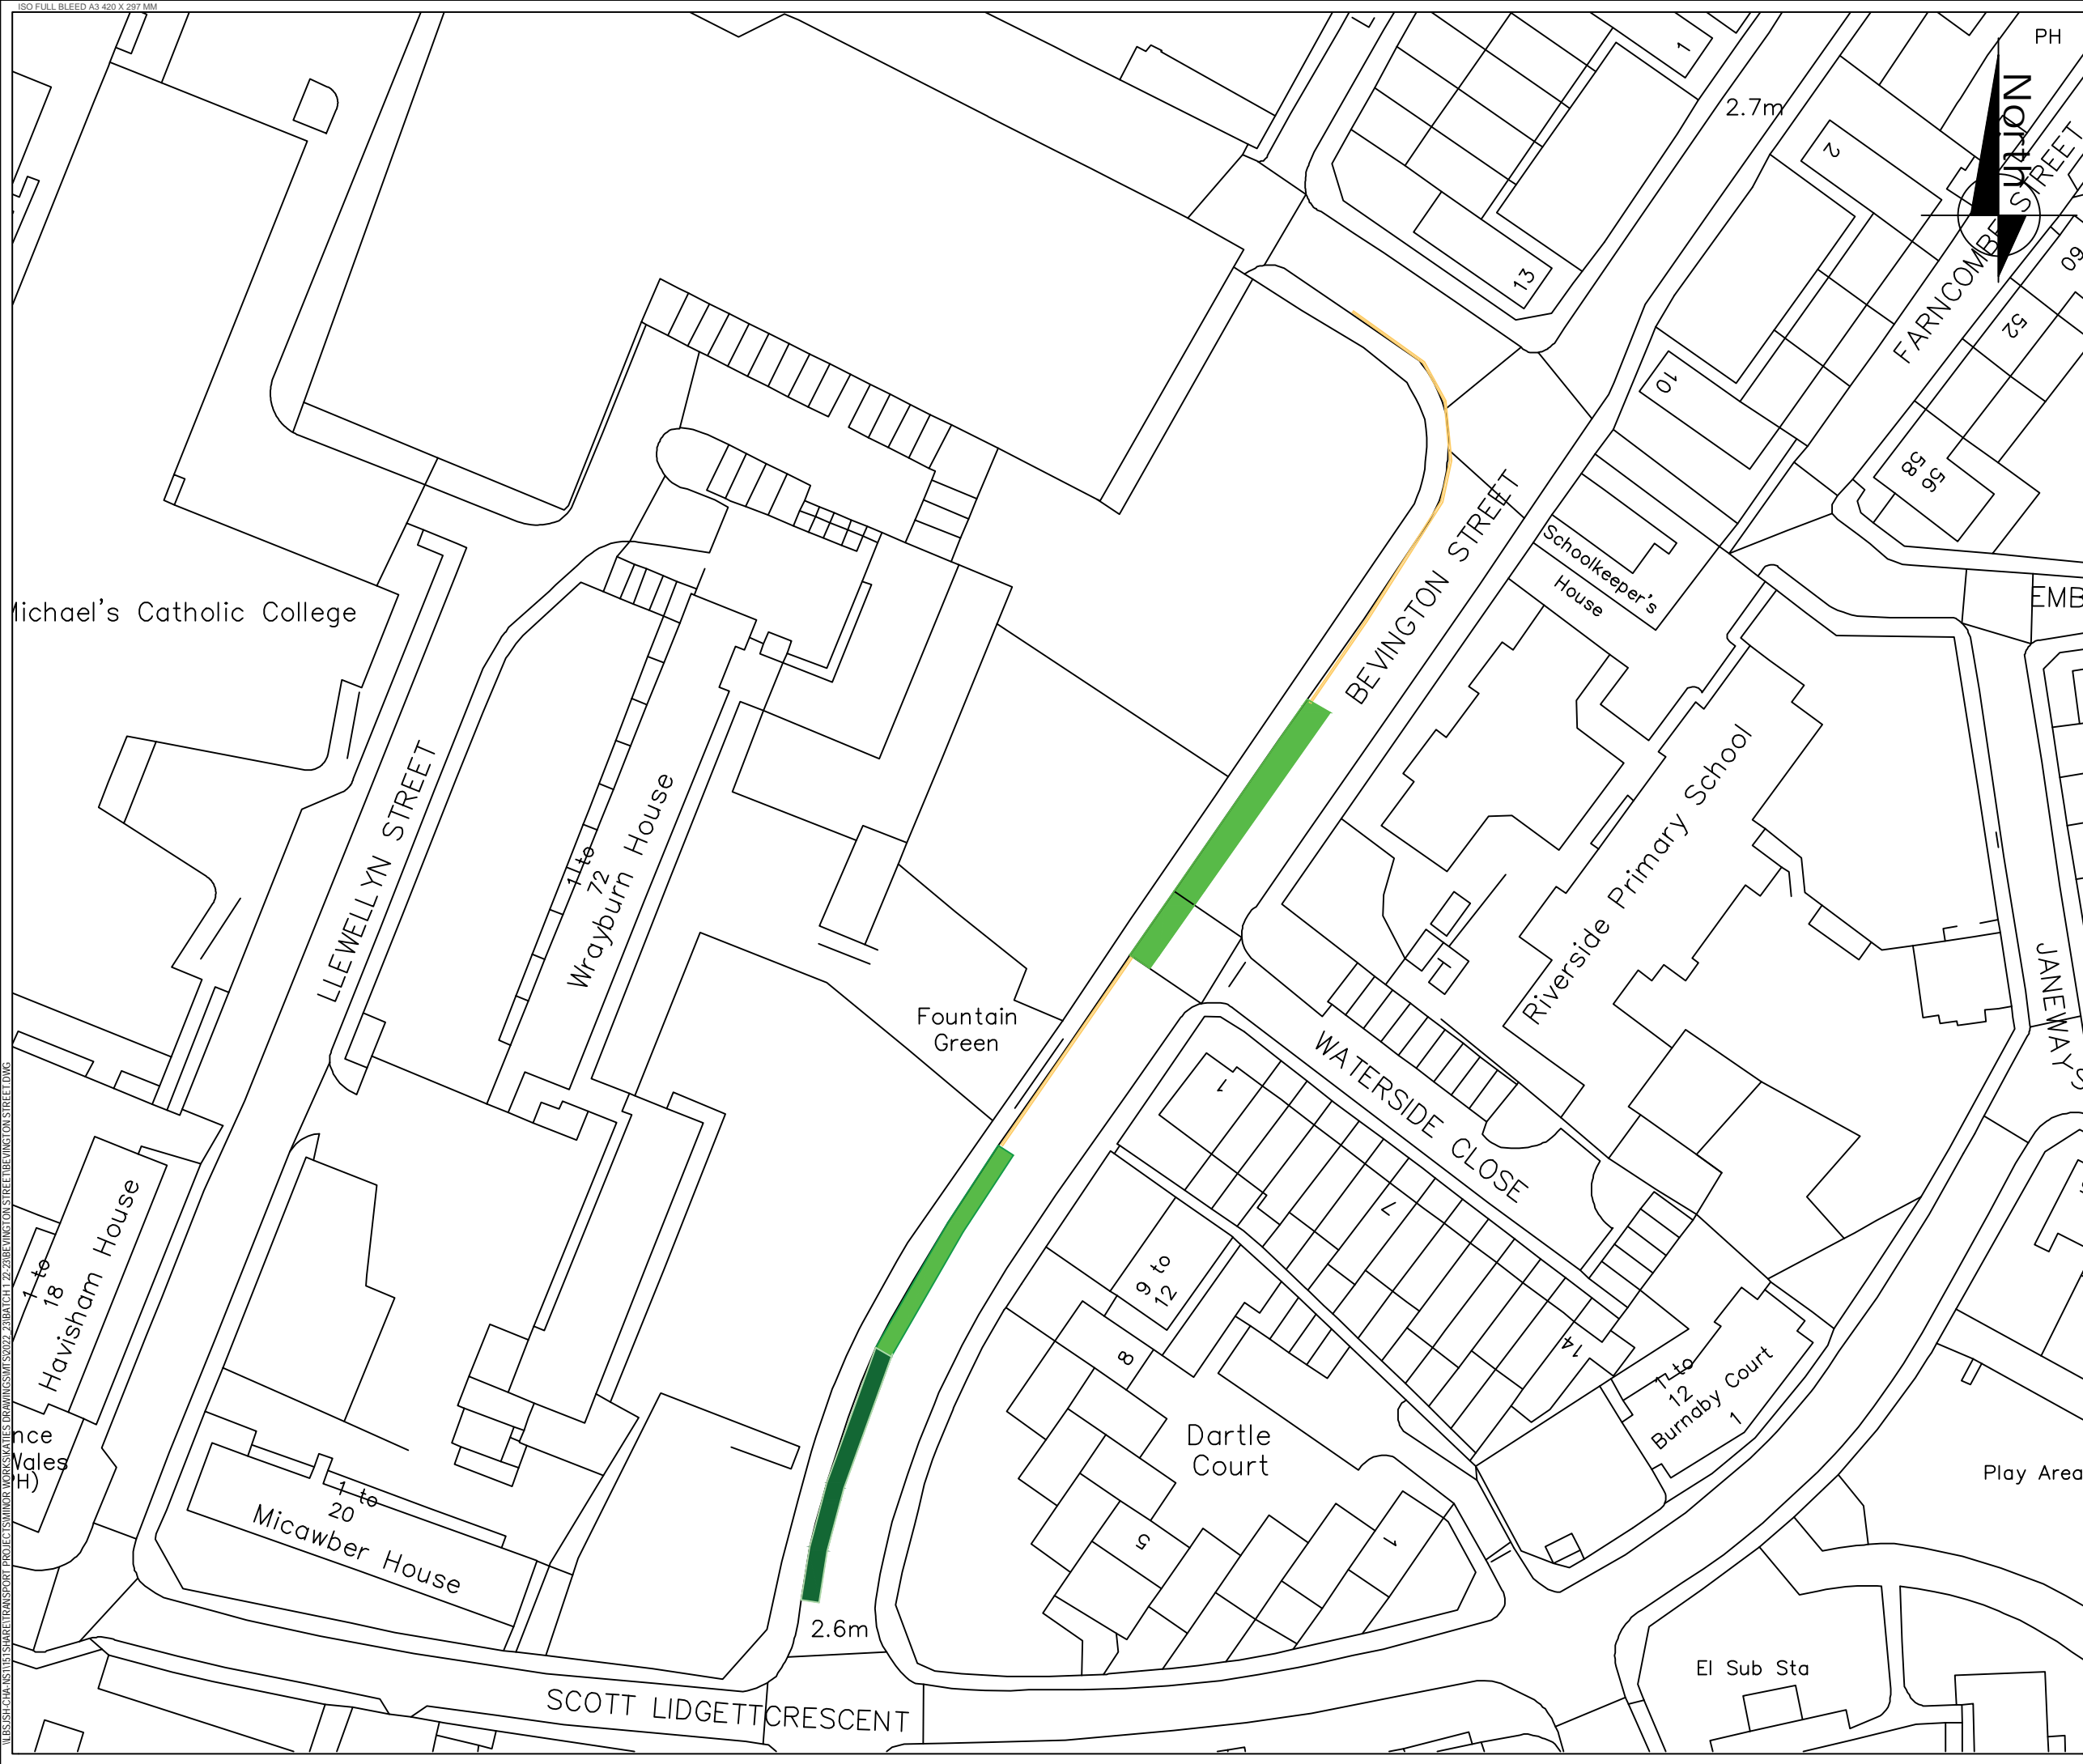 ISO FULL BLEED A3 420 X 297 MM
PH
North
1
2.7m
2
FARNCOMBE STREET
60
13
52
10
58
56
BEVINGTON STREET
Schoolkeeper's
House
EMB
Michael's Catholic College
LLEWELLYN STREET
1 to
72
Wrayburn House
Riverside Primary School
JANEWAY S
Fountain
Green
WATERSIDE CLOSE
1
7
14
9 to
12
8
1 to
18
Havisham House
1 to
12
Burnaby Court
1
Dartle
Court
5
1
Play Area
nce
Wales
PH)
1 to
20
Micawber House
2.6m
El Sub Sta
SCOTT LIDGETT CRESCENT